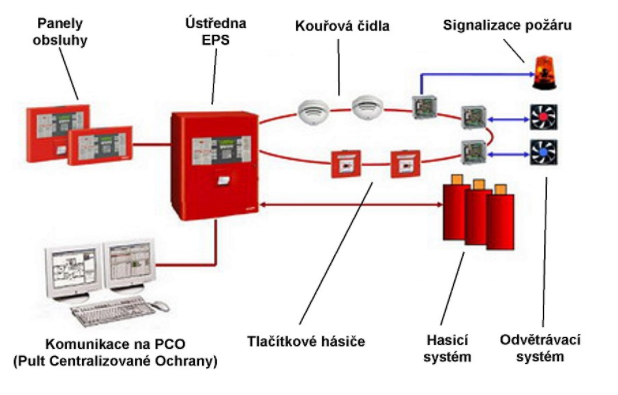 Panely
obsluhy
Ústředna
EPS
Kouřová čidla
Signalizace požáru
Komunikace na PCO
(Pult Centralizované Ochrany)
Tlačítkové hásiče
Hasicí
systém
Odvětrávací
systém